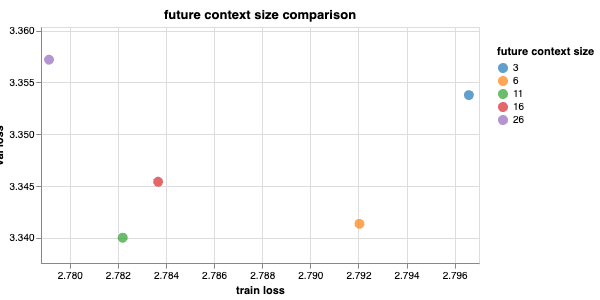 future context size comparison
3.360
3.355
3.350
3.345
3.340
2.780 2.782 2.784 2.786 2.788 2.790 2.792 2.794 2.796
train loss
future context size
3
6
11
16
26